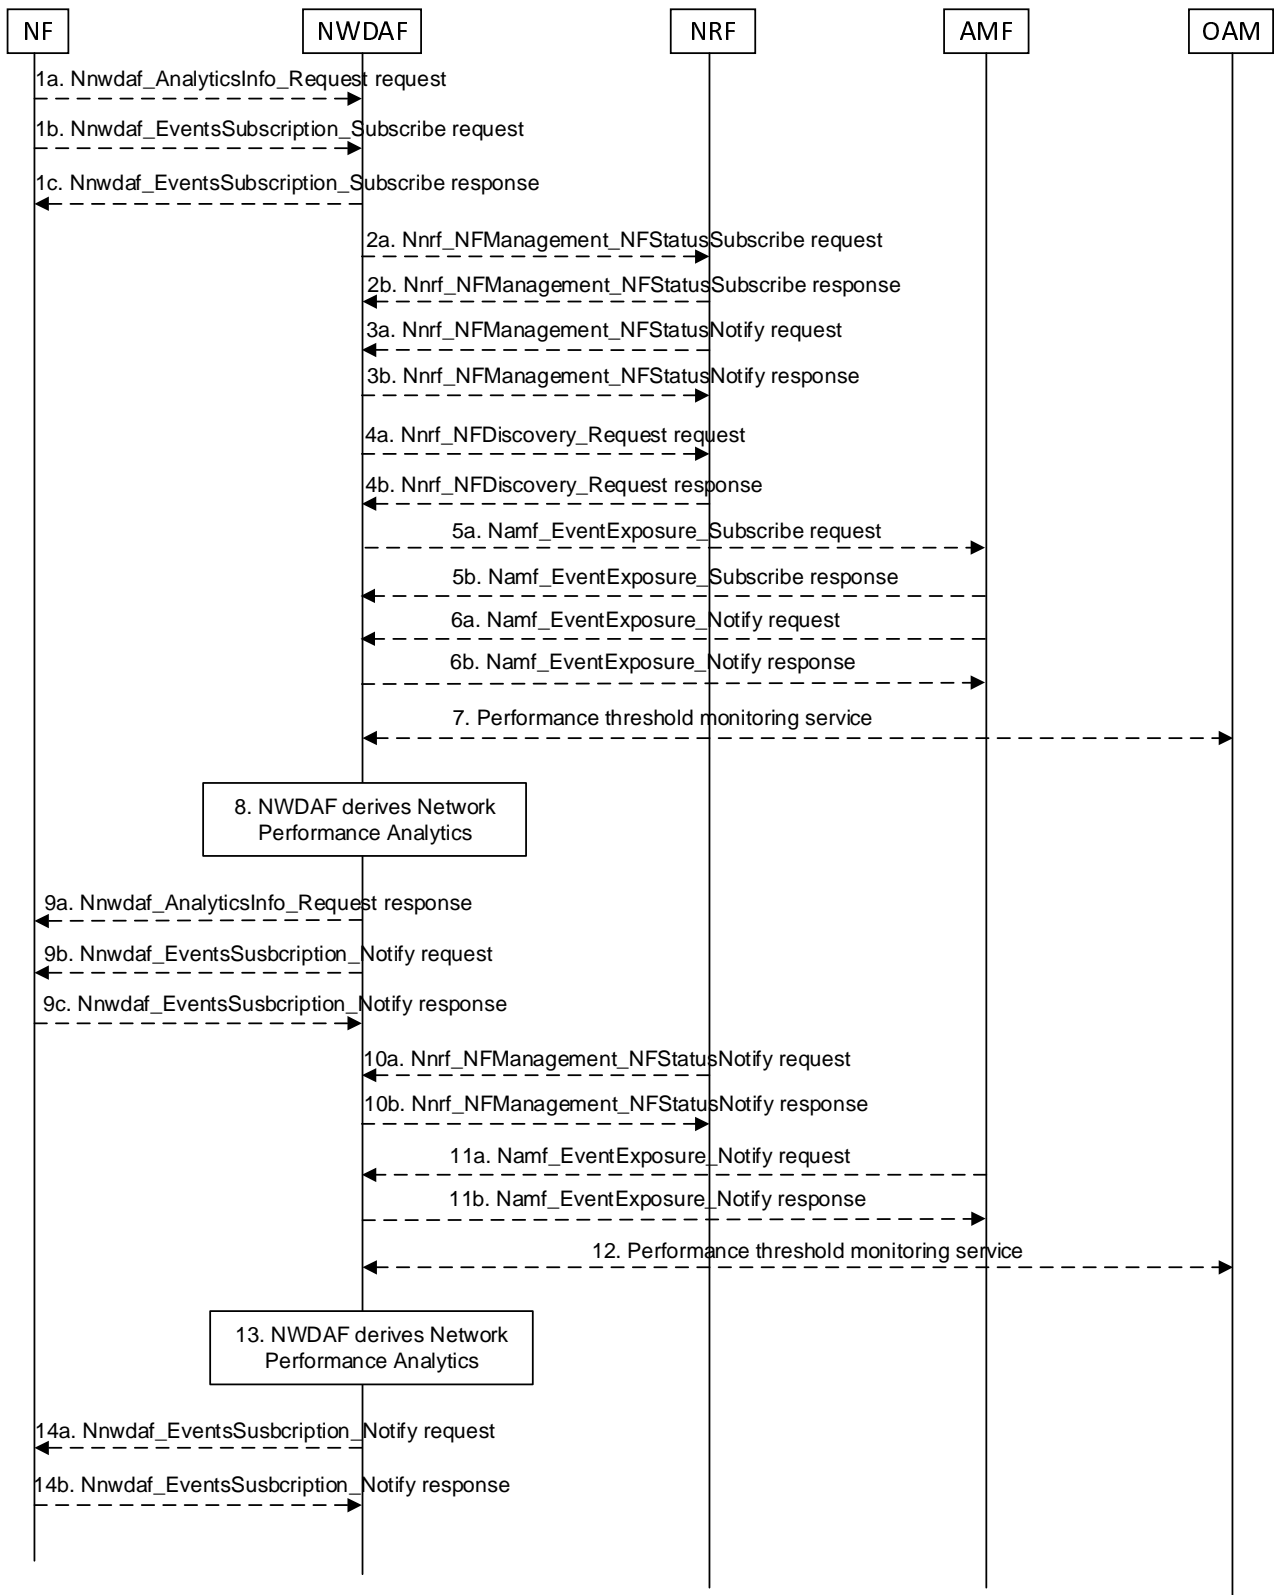 NF
NWDAF
NRF
AMF
OAM
1a. Nnwdaf_AnalyticsInfo_Request request
1b. Nnwdaf_EventsSubscription_Subscribe request
1c. Nnwdaf_EventsSubscription_Subscribe response
2a. Nnrf_NFManagement_NFStatusSubscribe request
2b. Nnrf_NFManagement_NFStatusSubscribe response
3a. Nnrf_NFManagement_NFStatusNotify request
3b. Nnrf_NFManagement_NFStatusNotify response
4a. Nnrf_NFDiscovery_Request request
4b. Nnrf_NFDiscovery_Request response
5a. Namf_EventExposure_Subscribe request
5b. Namf_EventExposure_Subscribe response
6a. Namf_EventExposure_Notify request
6b. Namf_EventExposure_Notify response
7. Performance threshold monitoring service
8. NWDAF derives Network
Performance Analytics
9a. Nnwdaf_AnalyticsInfo_Request response
9b. Nnwdaf_EventsSusbcription_Notify request
9c. Nnwdaf_EventsSusbcription_Notify response
10a. Nnrf_NFManagement_NFStatusNotify request
10b. Nnrf_NFManagement_NFStatusNotify response
11a. Namf_EventExposure_Notify request
11b. Namf_EventExposure_Notify response
12. Performance threshold monitoring service
13. NWDAF derives Network
Performance Analytics
14a. Nnwdaf_EventsSusbcription_Notify request
14b. Nnwdaf_EventsSusbcription_Notify response